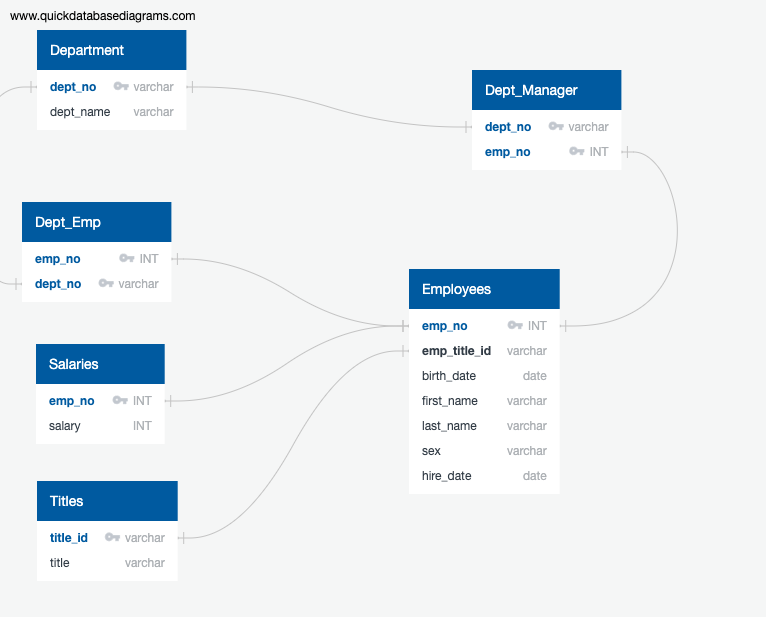 www.quickdatabasediagrams.com
Department
dept_no varchar
dept_name varchar
Dept_Manager
dept_no varchar
emp_no INT
Dept_Emp
emp_no INT
dept_no varchar
Employees
emp_no INT
emp_title_id varchar
birth_date date
first_name varchar
last_name varchar
sex varchar
hire_date date
Salaries
emp_no INT
salary INT
Titles
title_id varchar
title varchar